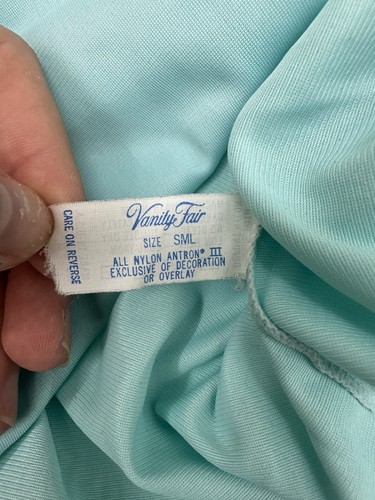 Vanity Fair
SIZE SML
ALL NYLON ANTRON® III
EXCLUSIVE OF DECORATION
OR OVERLAY
CARE ON REVERSE